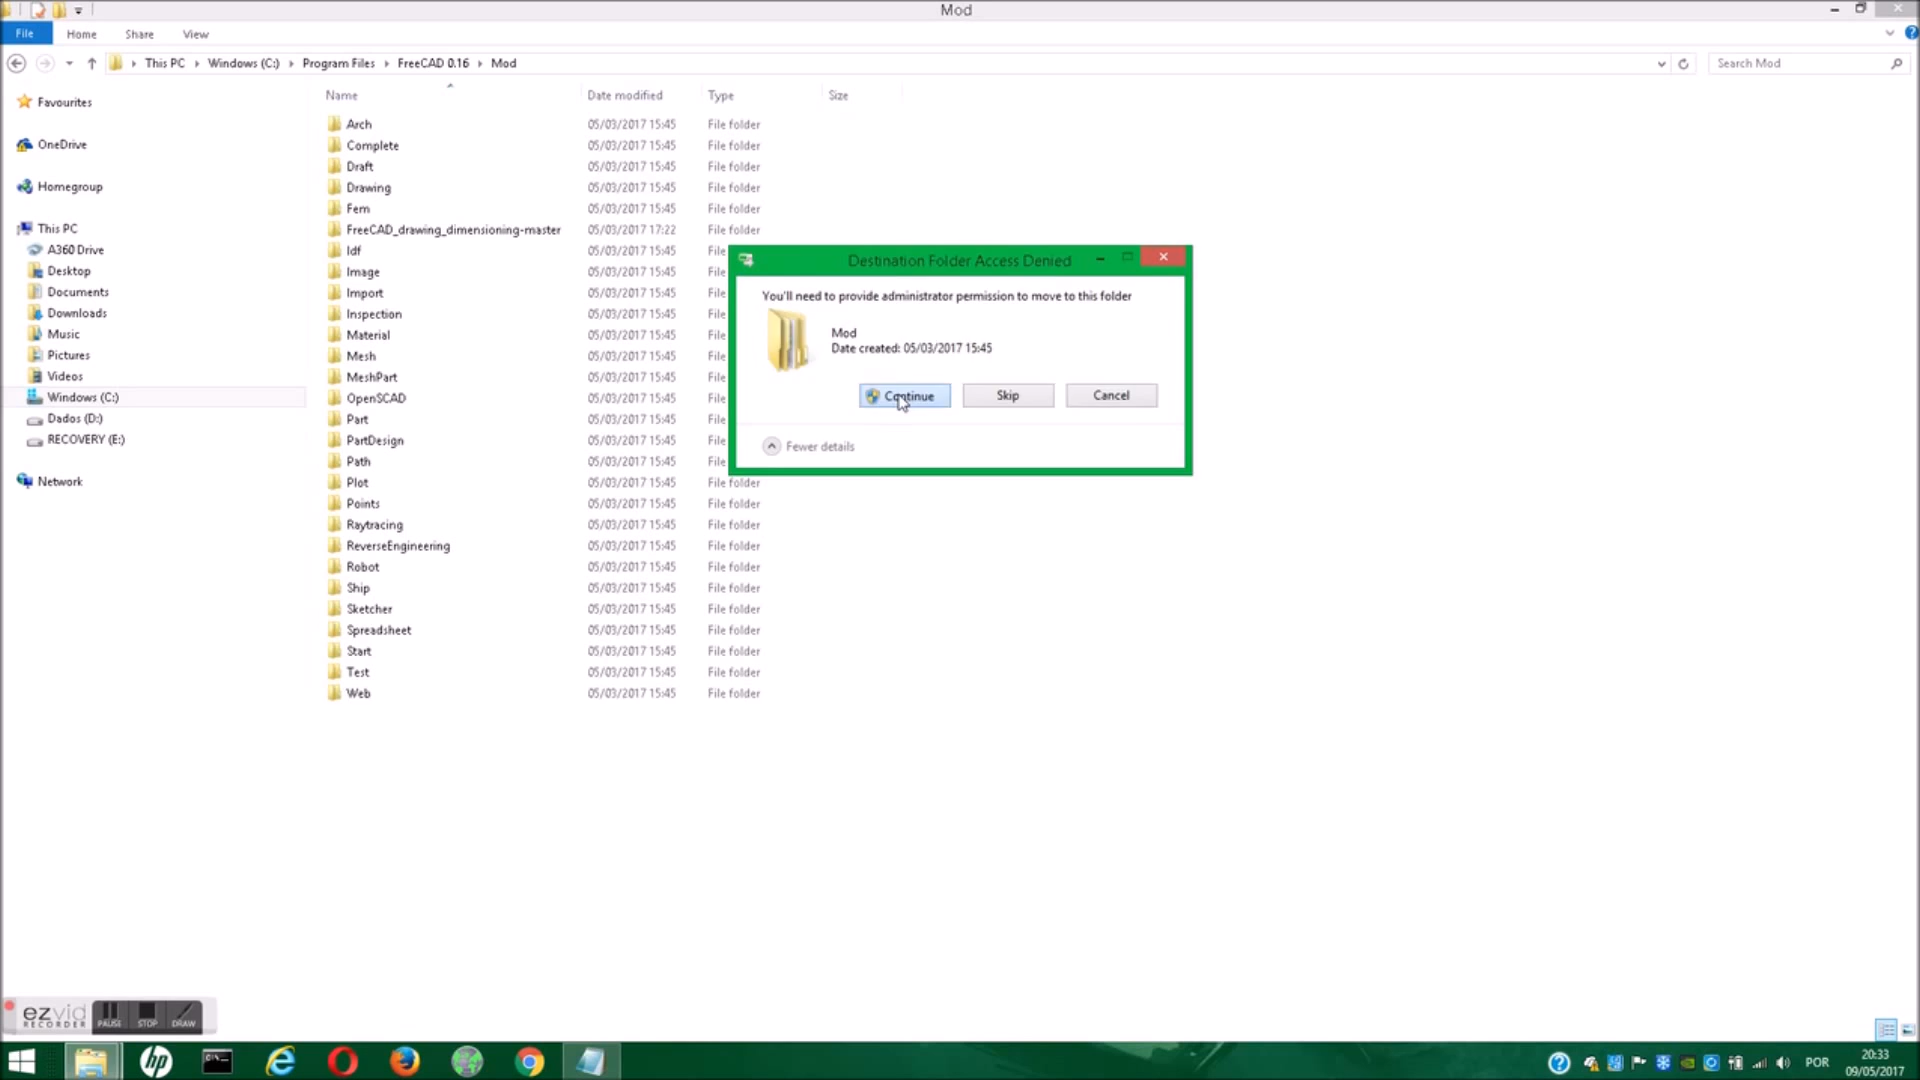 Mod
File Home Share View
This PC Windows (C:) Program Files FreeCAD 0.16 Mod
Search Mod
Favourites
OneDrive
Homegroup
This PC
A360 Drive
Desktop
Documents
Downloads
Music
Pictures
Videos
Windows (C:)
Dados (D:)
RECOVERY (E:)
Network
Name Date modified Type Size
Arch 05/03/2017 15:45 File folder
Complete 05/03/2017 15:45 File folder
Draft 05/03/2017 15:45 File folder
Drawing 05/03/2017 15:45 File folder
Fem 05/03/2017 15:45 File folder
FreeCAD_drawing_dimensioning-master 05/03/2017 17:22 File folder
Idf 05/03/2017 15:45 File
Image 05/03/2017 15:45 File
Import 05/03/2017 15:45 File
Inspection 05/03/2017 15:45 File
Material 05/03/2017 15:45 File
Mesh 05/03/2017 15:45 File
MeshPart 05/03/2017 15:45 File
OpenSCAD 05/03/2017 15:45 File
Part 05/03/2017 15:45 File
PartDesign 05/03/2017 15:45 File
Path 05/03/2017 15:45 File
Plot 05/03/2017 15:45 File folder
Points 05/03/2017 15:45 File folder
Raytracing 05/03/2017 15:45 File folder
ReverseEngineering 05/03/2017 15:45 File folder
Robot 05/03/2017 15:45 File folder
Ship 05/03/2017 15:45 File folder
Sketcher 05/03/2017 15:45 File folder
Spreadsheet 05/03/2017 15:45 File folder
Start 05/03/2017 15:45 File folder
Test 05/03/2017 15:45 File folder
Web 05/03/2017 15:45 File folder
Destination Folder Access Denied
You'll need to provide administrator permission to move to this folder
Mod
Date created: 05/03/2017 15:45
Continue Skip Cancel
Fewer details
ezvid
RECORDER
PAUSE STOP DRAW
hp
POR
20:33
09/05/2017